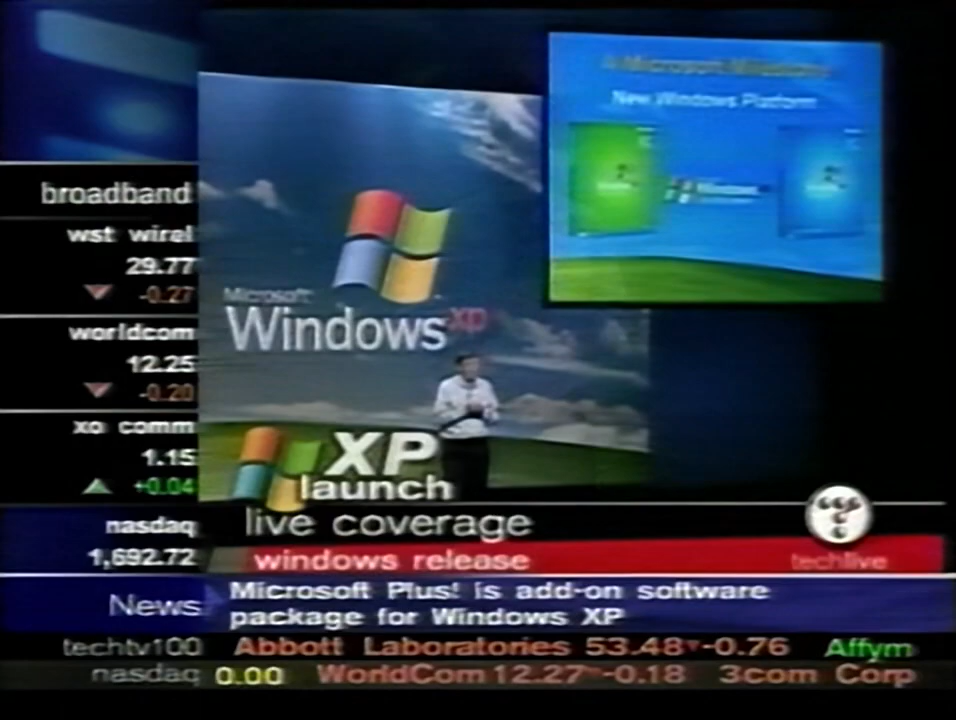 A Microsoft Milestone
New Windows Platform
Windows
broadband
wst wirel
29.77
-0.27
worldcom
12.25
-0.20
xo comm
1.15
+0.04
nasdaq
1,692.72
Microsoft
Windows xp
XP
launch
live coverage
windows release
techlive
News
Microsoft Plus! is add-on software
package for Windows XP
techtv100 Abbott Laboratories 53.48 -0.76 Affym
nasdaq 0.00 WorldCom 12.27 -0.18 3com Corp